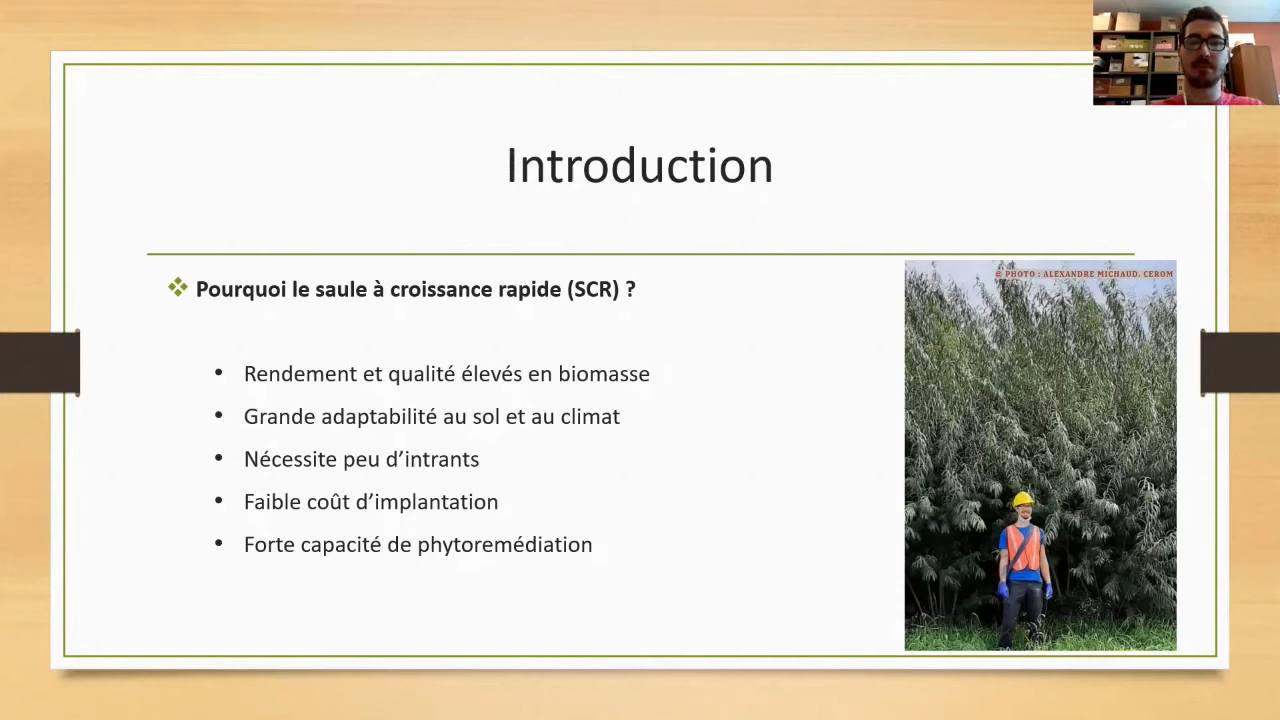 Introduction
Pourquoi le saule à croissance rapide (SCR) ?
© PHOTO : ALEXANDRE MICHAUD, CEROM
• Rendement et qualité élevés en biomasse
• Grande adaptabilité au sol et au climat
• Nécessite peu d’intrants
• Faible coût d’implantation
• Forte capacité de phytoremédiation